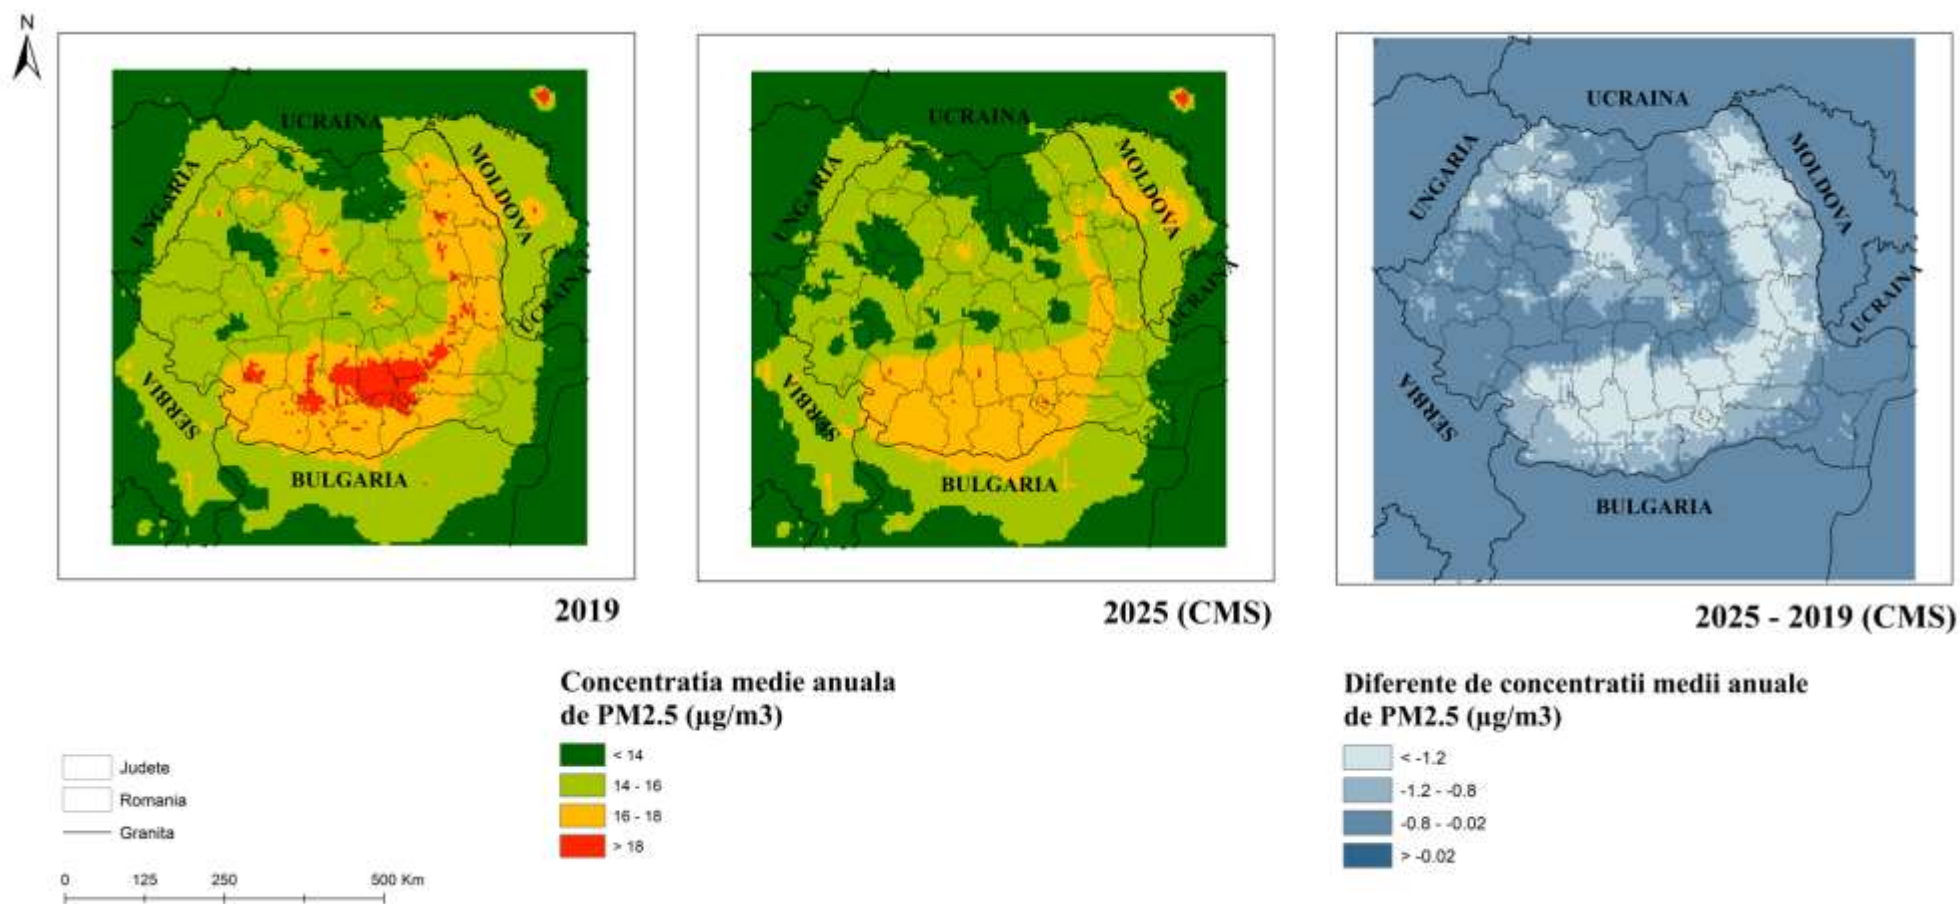 N
UCRAINA
UNGARIA
MOLDOVA
UCRAINA
SERBIA
BULGARIA
2019
UCRAINA
UNGARIA
MOLDOVA
UCRAINA
SERBIA
BULGARIA
2025 (CMS)
UCRAINA
UNGARIA
MOLDOVA
UCRAINA
SERBIA
BULGARIA
2025 - 2019 (CMS)
Judete
Romania
Granita
0 125 250 500 Km
Concentratia medie anuala
de PM2.5 (µg/m3)
< 14
14 - 16
16 - 18
> 18
Diferente de concentratii medii anuale
de PM2.5 (µg/m3)
< -1.2
-1.2 - -0.8
-0.8 - -0.02
> -0.02